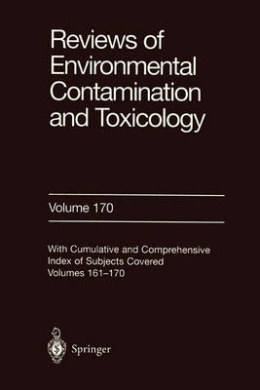 Reviews of
Environmental
Contamination
and Toxicology
Volume 170
With Cumulative and Comprehensive
Index of Subjects Covered
Volumes 161–170
Springer